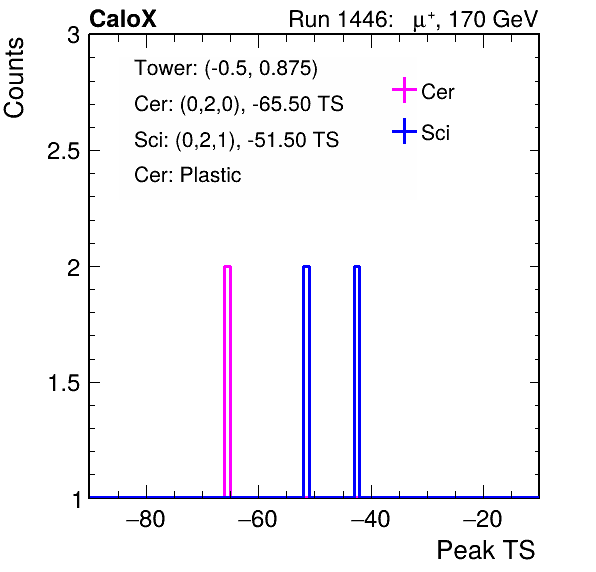 CaloX Run 1446: μ⁺, 170 GeV
Counts
3
2.5
2
1.5
1
Tower: (-0.5, 0.875)
Cer: (0,2,0), -65.50 TS
Sci: (0,2,1), -51.50 TS
Cer: Plastic
Cer
Sci
−80 −60 −40 −20
Peak TS